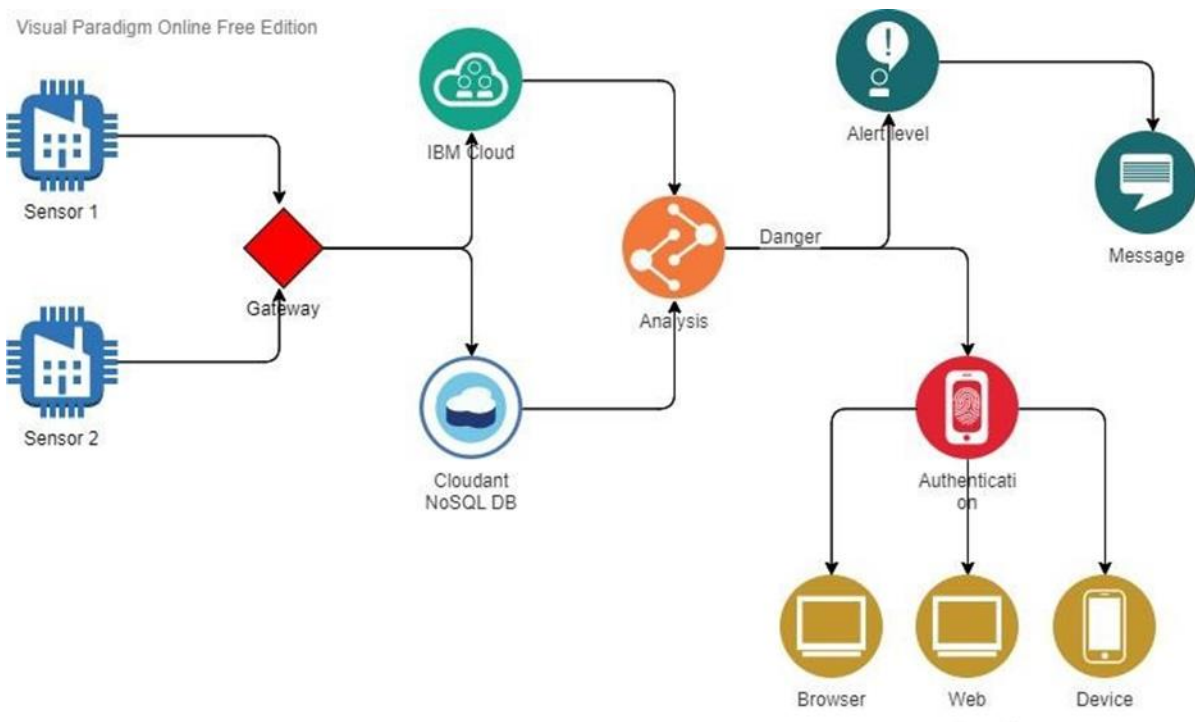 Visual Paradigm Online Free Edition
Sensor 1
Sensor 2
Gateway
IBM Cloud
Cloudant
NoSQL DB
Analysis
Danger
Alert level
Message
Authenticati
on
Browser
Web
Device